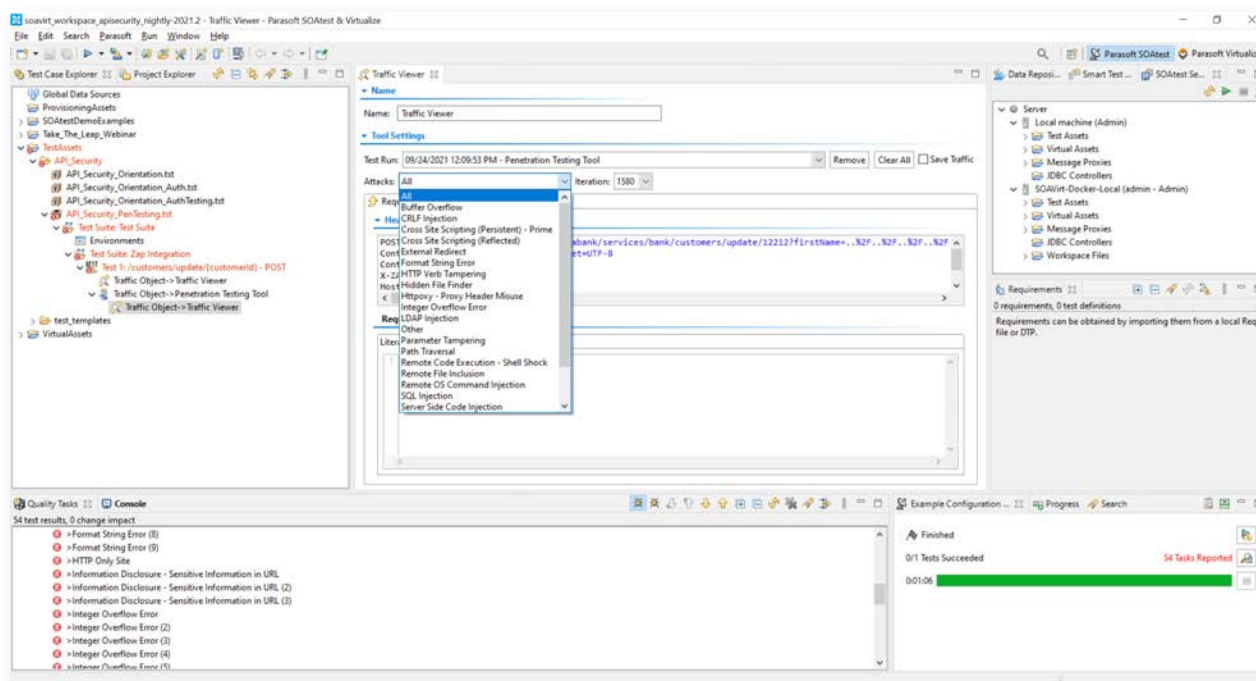 soavirt_workspace_apisecurity_nightly-2021.2 - Traffic Viewer - Parasoft SOAtest & Virtualize
File Edit Search Parasoft Run Window Help
Parasoft SOAtest Parasoft Virtualiz
Test Case Explorer Project Explorer
Global Data Sources
ProvisioningAssets
SOAtestDemoExamples
Take_The_Leap_Webinar
TestAssets
API_Security
API_Security_Orientation.tst
API_Security_Orientation_Auth.tst
API_Security_Orientation_AuthTesting.tst
API_Security_PenTesting.tst
Test Suite: Test Suite
Environments
Test Suite: Zap Integration
Test 1: /customers/update/{customerId} - POST
Traffic Object->Traffic Viewer
Traffic Object->Penetration Testing Tool
Traffic Object->Traffic Viewer
test_templates
VirtualAssets
Traffic Viewer
Name
Name: Traffic Viewer
Tool Settings
Test Run: 09/24/2021 12:09:53 PM - Penetration Testing Tool Remove Clear All Save Traffic
Attacks: All Iteration: 1580
All
Buffer Overflow
CRLF Injection
Cross Site Scripting (Persistent) - Prime
Cross Site Scripting (Reflected)
External Redirect
Format String Error
HTTP Verb Tampering
Hidden File Finder
Httpoxy - Proxy Header Misuse
Integer Overflow Error
LDAP Injection
Other
Parameter Tampering
Path Traversal
Remote Code Execution - Shell Shock
Remote File Inclusion
Remote OS Command Injection
SQL Injection
Server Side Code Injection
Requ
Hea
POST
abank/services/bank/customers/update/12212?firstName=..%2F..%2F..%2F..%2F
Cont
et=UTF-8
Cont
X-ZA
Host
Req
Liter
1
Data Reposi... Smart Test ... SOAtest Se...
Server
Local machine (Admin)
Test Assets
Virtual Assets
Message Proxies
JDBC Controllers
SOAVirt-Docker-Local (admin - Admin)
Test Assets
Virtual Assets
Message Proxies
JDBC Controllers
Workspace Files
Requirements
0 requirements, 0 test definitions
Requirements can be obtained by importing them from a local Req
file or DTP.
Quality Tasks Console
54 test results, 0 change impact
>Format String Error (8)
>Format String Error (9)
>HTTP Only Site
>Information Disclosure - Sensitive Information in URL
>Information Disclosure - Sensitive Information in URL (2)
>Information Disclosure - Sensitive Information in URL (3)
>Integer Overflow Error
>Integer Overflow Error (2)
>Integer Overflow Error (3)
>Integer Overflow Error (4)
>Integer Overflow Error (5)
Example Configuration ... Progress Search
Finished
0/1 Tests Succeeded 54 Tasks Reported
0:01:06